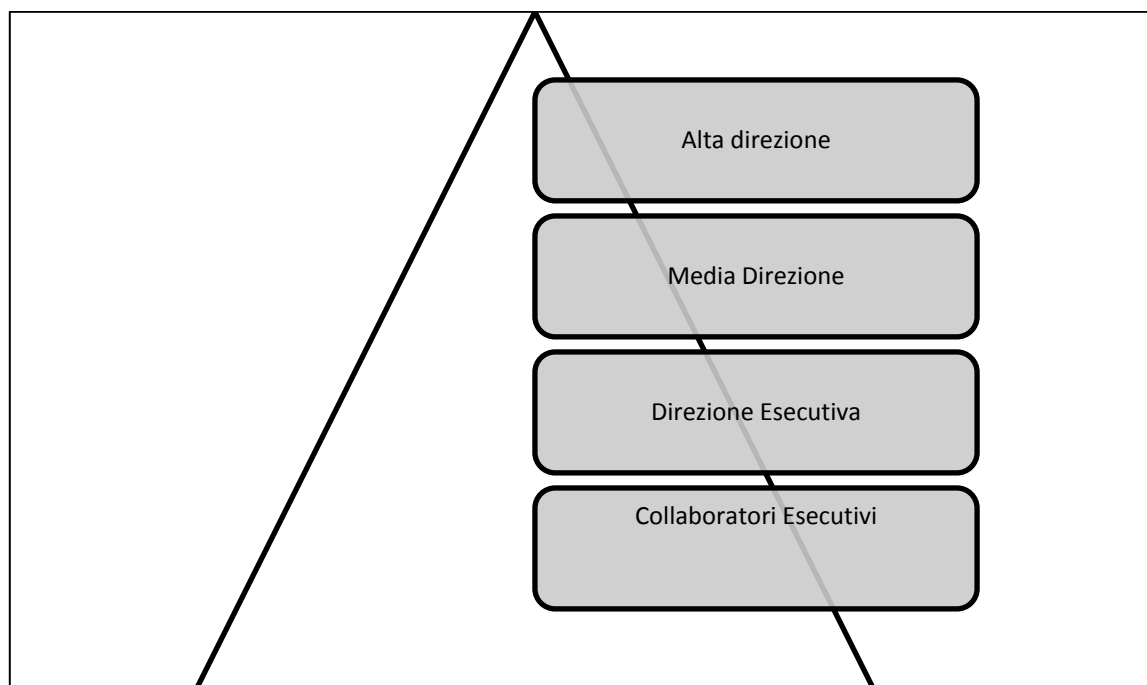 Alta direzione
Media Direzione
Direzione Esecutiva
Collaboratori Esecutivi